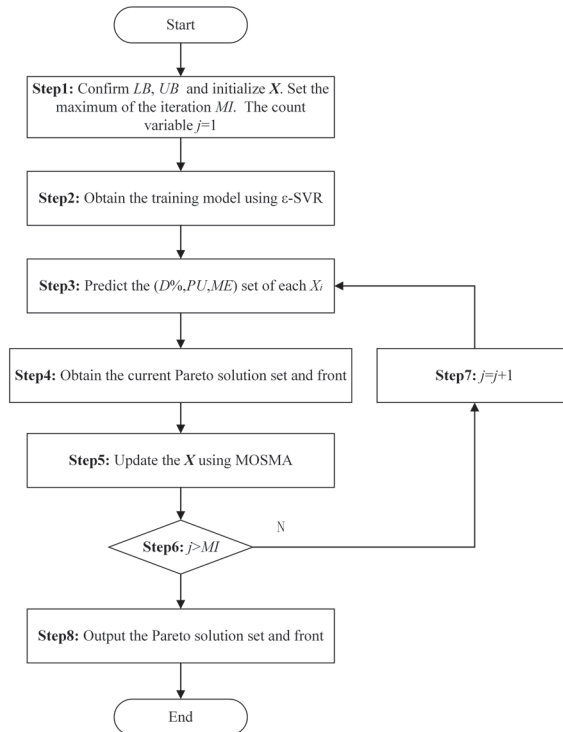 Start
Step1: Confirm LB, UB and initialize X. Set the
maximum of the iteration MI. The count
variable j=1
Step2: Obtain the training model using ε-SVR
Step3: Predict the (D%,PU,ME) set of each Xi
Step4: Obtain the current Pareto solution set and front
Step7: j=j+1
Step5: Update the X using MOSMA
N
Step6: j>MI
Step8: Output the Pareto solution set and front
End